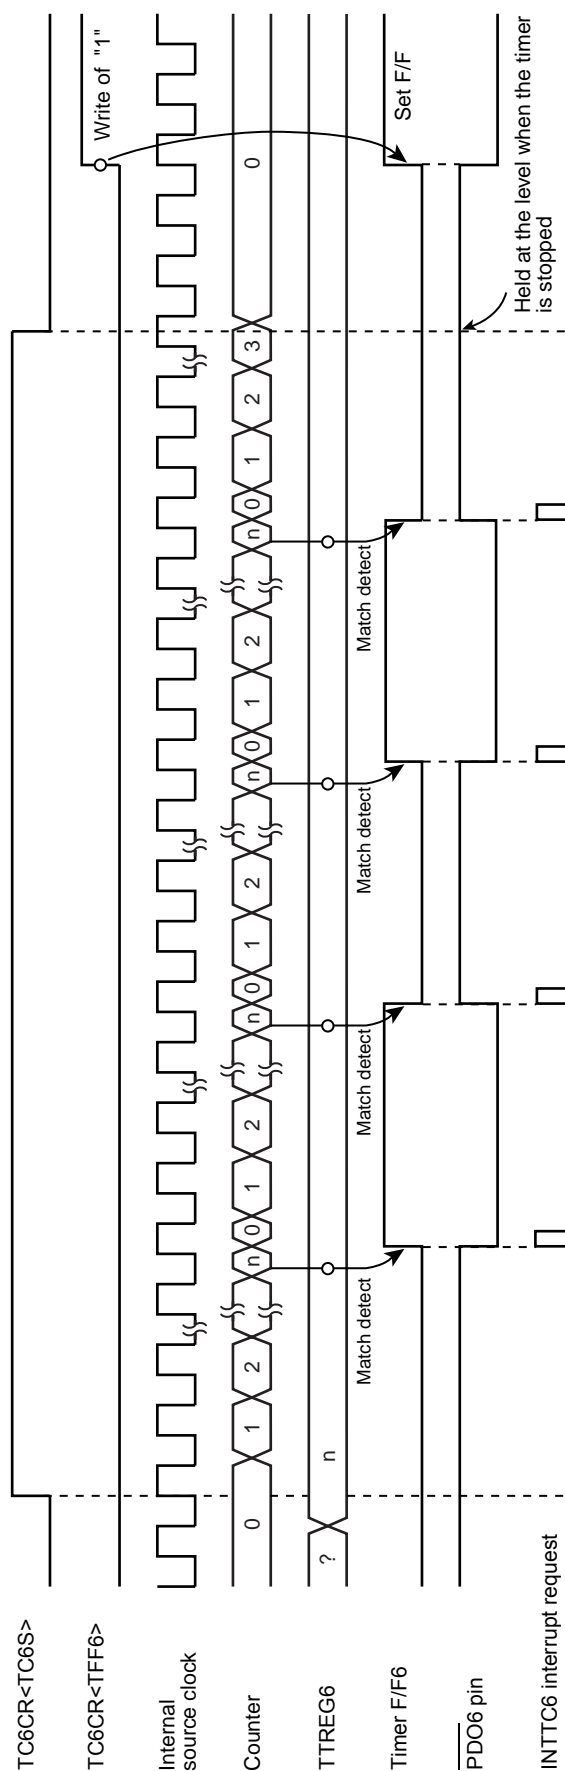 TC6CR<TC6S>
TC6CR<TFF6>
Write of "1"
Internal
source clock
Counter
0
1
2
n
0
1
2
n
0
1
2
n
0
1
2
n
0
1
2
3
0
TTREG6
?
n
Match detect
Match detect
Match detect
Match detect
Timer F/F6
Set F/F
PDO6 pin
Held at the level when the timer
is stopped
INTTC6 interrupt request